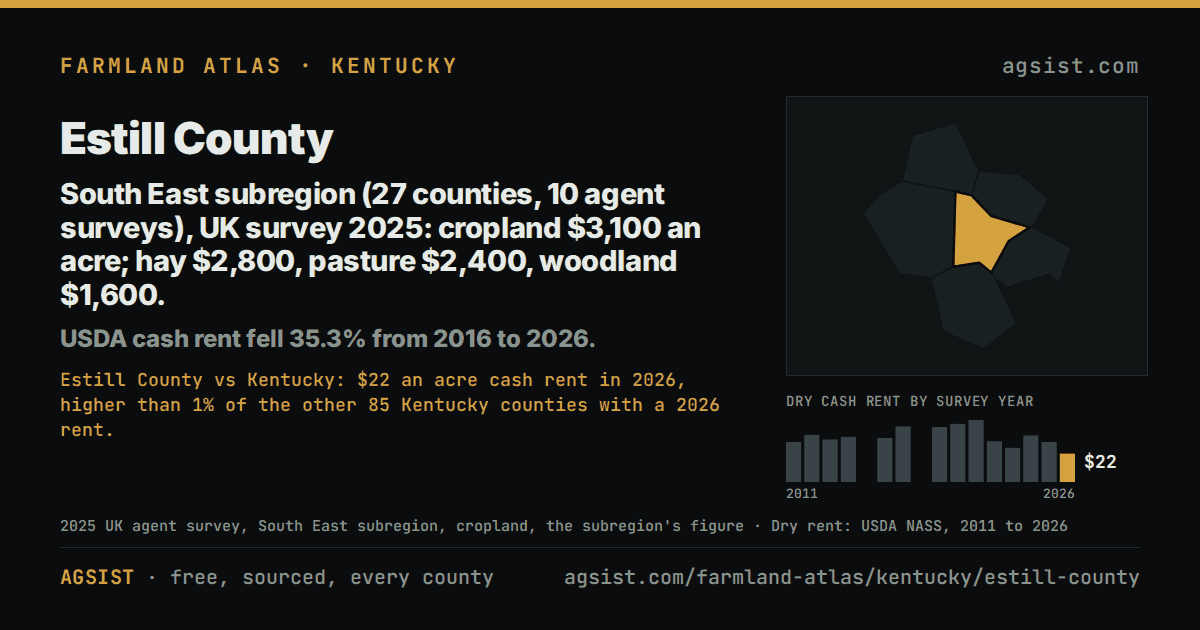 FARMLAND ATLAS · KENTUCKY
agsist.com
Estill County
South East subregion (27 counties, 10 agent
surveys), UK survey 2025: cropland $3,100 an
acre; hay $2,800, pasture $2,400, woodland
$1,600.
USDA cash rent fell 35.3% from 2016 to 2026.
Estill County vs Kentucky: $22 an acre cash rent in 2026,
higher than 1% of the other 85 Kentucky counties with a 2026
rent.
DRY CASH RENT BY SURVEY YEAR
$22
2011
2026
2025 UK agent survey, South East subregion, cropland, the subregion's figure · Dry rent: USDA NASS, 2011 to 2026
AGSIST · free, sourced, every county
agsist.com/farmland-atlas/kentucky/estill-county